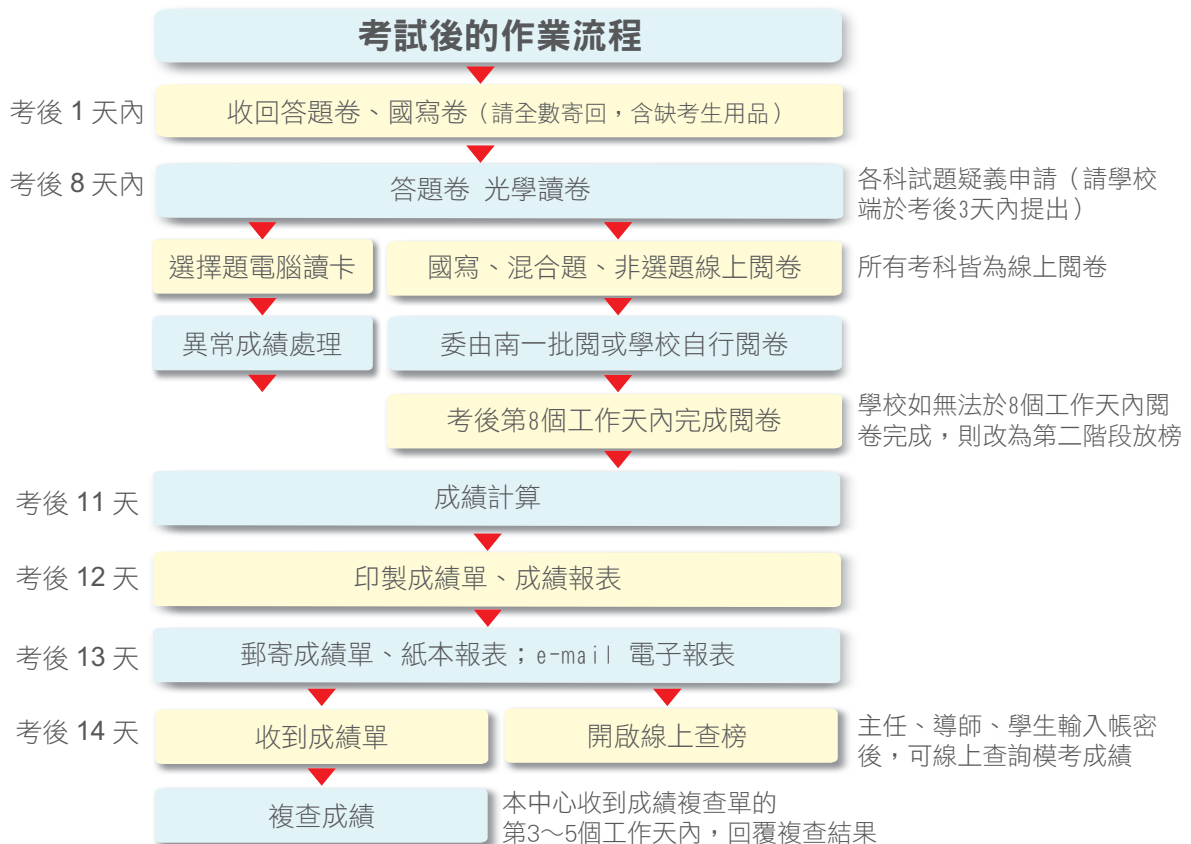 考試後的作業流程
考後 1 天內
收回答題卷、國寫卷（請全數寄回，含缺考生用品）
考後 8 天內
答題卷 光學讀卷
各科試題疑義申請（請學校
端於考後3天內提出）
選擇題電腦讀卡
國寫、混合題、非選題線上閱卷
所有考科皆為線上閱卷
異常成績處理
委由南一批閱或學校自行閱卷
考後第8個工作天內完成閱卷
學校如無法於8個工作天內閱
卷完成，則改為第二階段放榜
考後 11 天
成績計算
考後 12 天
印製成績單、成績報表
考後 13 天
郵寄成績單、紙本報表；e-mail 電子報表
考後 14 天
收到成績單
開啟線上查榜
主任、導師、學生輸入帳密
後，可線上查詢模考成績
複查成績
本中心收到成績複查單的
第3～5個工作天內，回覆複查結果